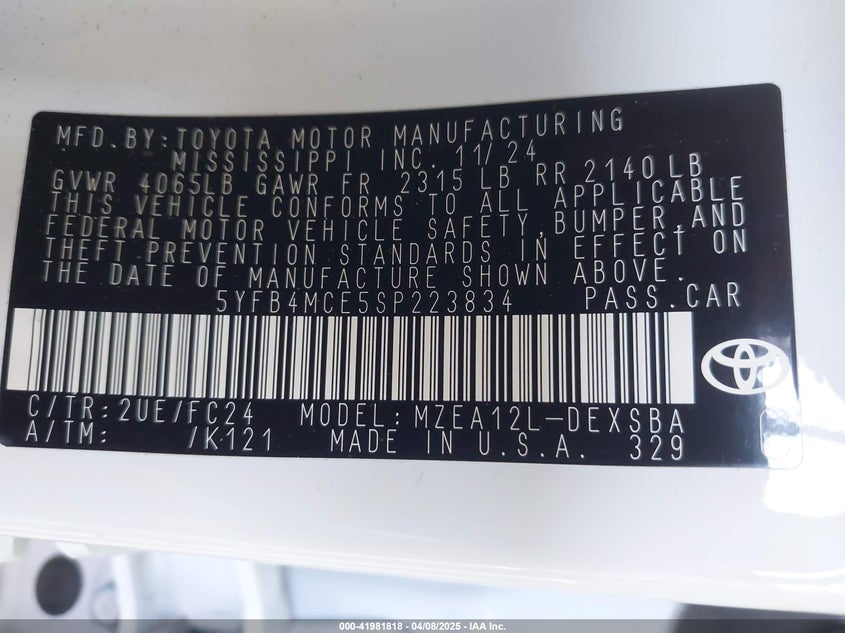 MFD.BY:TOYOTA MOTOR MANUFACTURING
MISSISSIPPI INC. 11/24
GVWR 4065LB GAWR FR 2315 LB RR 2140 LB
THIS VEHICLE CONFORMS TO ALL APPLICABLE
FEDERAL MOTOR VEHICLE SAFETY,BUMPER,AND
THEFT PREVENTION STANDARDS IN EFFECT ON
THE DATE OF MANUFACTURE SHOWN ABOVE.
5YFB4MCE5SP223834 PASS.CAR
C/TR:2UE/FC24 MODEL:MZEA12L-DEXSBA
A/TM: /K121 MADE IN U.S.A. 329
000-41981818 | 04/08/2025 - IAA Inc.